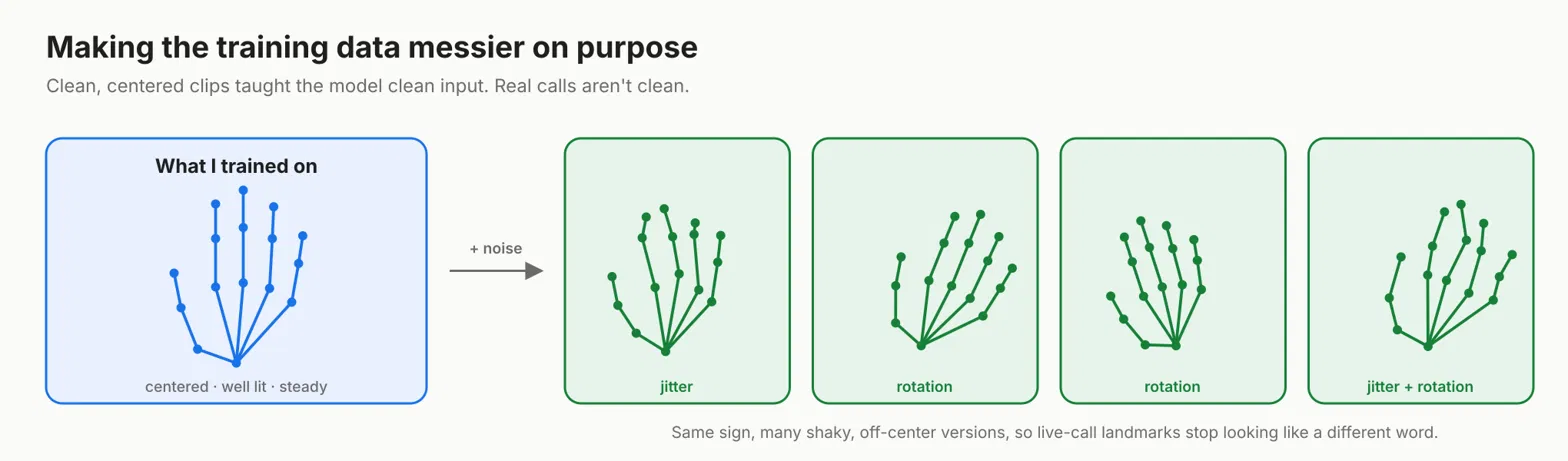 Making the training data messier on purpose
Clean, centered clips taught the model clean input. Real calls aren't clean.
What I trained on
centered · well lit · steady
+ noise
jitter
rotation
rotation
jitter + rotation
Same sign, many shaky, off-center versions, so live-call landmarks stop looking like a different word.